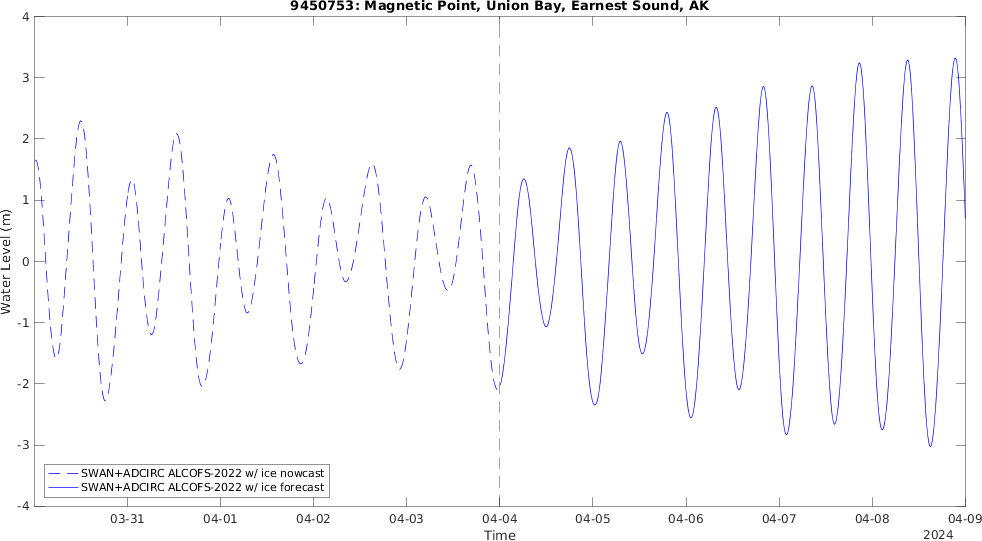 9450753: Magnetic Point, Union Bay, Earnest Sound, AK
Water Level (m)
4
3
2
1
0
-1
-2
-3
-4
SWAN+ADCIRC ALCOFS-2022 w/ ice nowcast
SWAN+ADCIRC ALCOFS-2022 w/ ice forecast
03-31 04-01 04-02 04-03 04-04 04-05 04-06 04-07 04-08 04-09
Time
2024